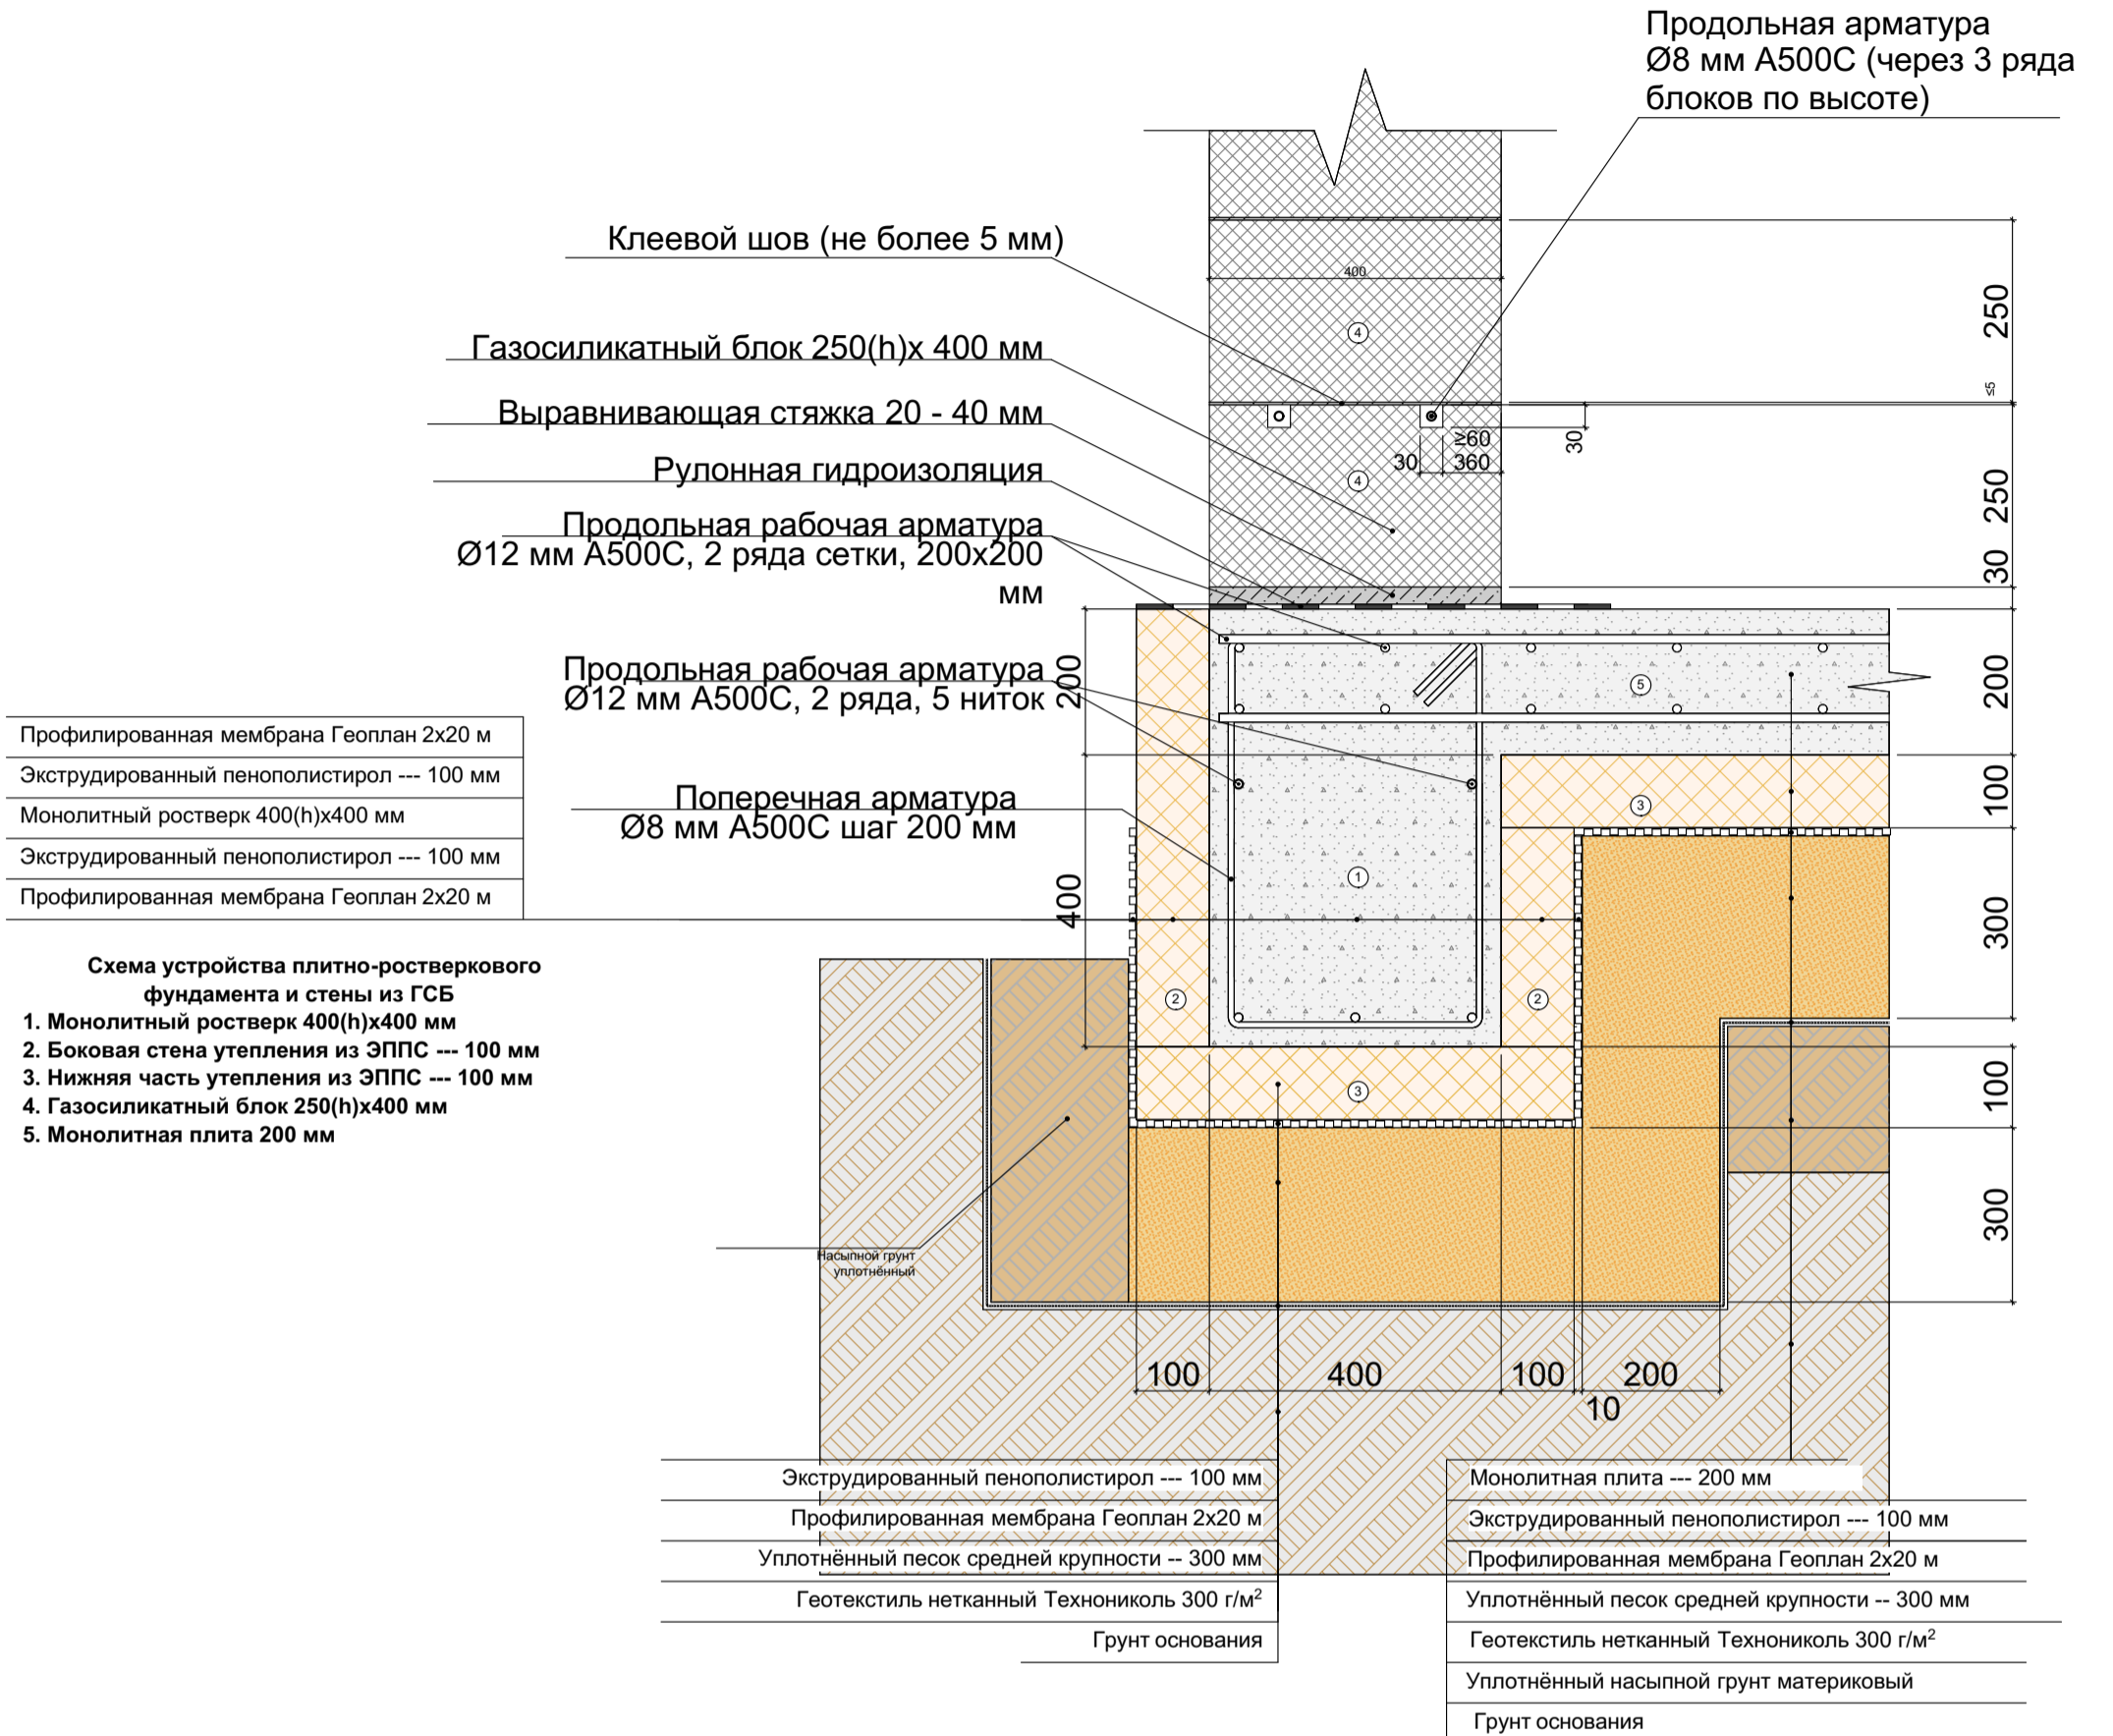 Продольная арматура
Ø8 мм А500С (через 3 ряда
блоков по высоте)
Клеевой шов (не более 5 мм)
400
250
4
Газосиликатный блок 250(h)х 400 мм
≤5
Выравнивающая стяжка 20 - 40 мм
≥60
30
30
360
Рулонная гидроизоляция
4
250
Продольная рабочая арматура
Ø12 мм А500С, 2 ряда сетки, 200х200
мм
30
Продольная рабочая арматура
Ø12 мм А500С, 2 ряда, 5 ниток
200
5
200
Профилированная мембрана Геоплан 2х20 м
Экструдированный пенополистирол --- 100 мм
Монолитный ростверк 400(h)х400 мм
Экструдированный пенополистирол --- 100 мм
Профилированная мембрана Геоплан 2х20 м
Поперечная арматура
Ø8 мм А500С шаг 200 мм
3
100
1
400
300
Схема устройства плитно-ростверкового
фундамента и стены из ГСБ
1. Монолитный ростверк 400(h)х400 мм
2. Боковая стена утепления из ЭППС --- 100 мм
3. Нижняя часть утепления из ЭППС --- 100 мм
4. Газосиликатный блок 250(h)х400 мм
5. Монолитная плита 200 мм
2
2
3
100
300
Насыпной грунт
уплотнённый
100
400
100
200
10
Экструдированный пенополистирол --- 100 мм
Профилированная мембрана Геоплан 2х20 м
Уплотнённый песок средней крупности -- 300 мм
Геотекстиль нетканный Технониколь 300 г/м²
Грунт основания
Монолитная плита --- 200 мм
Экструдированный пенополистирол --- 100 мм
Профилированная мембрана Геоплан 2х20 м
Уплотнённый песок средней крупности -- 300 мм
Геотекстиль нетканный Технониколь 300 г/м²
Уплотнённый насыпной грунт материковый
Грунт основания